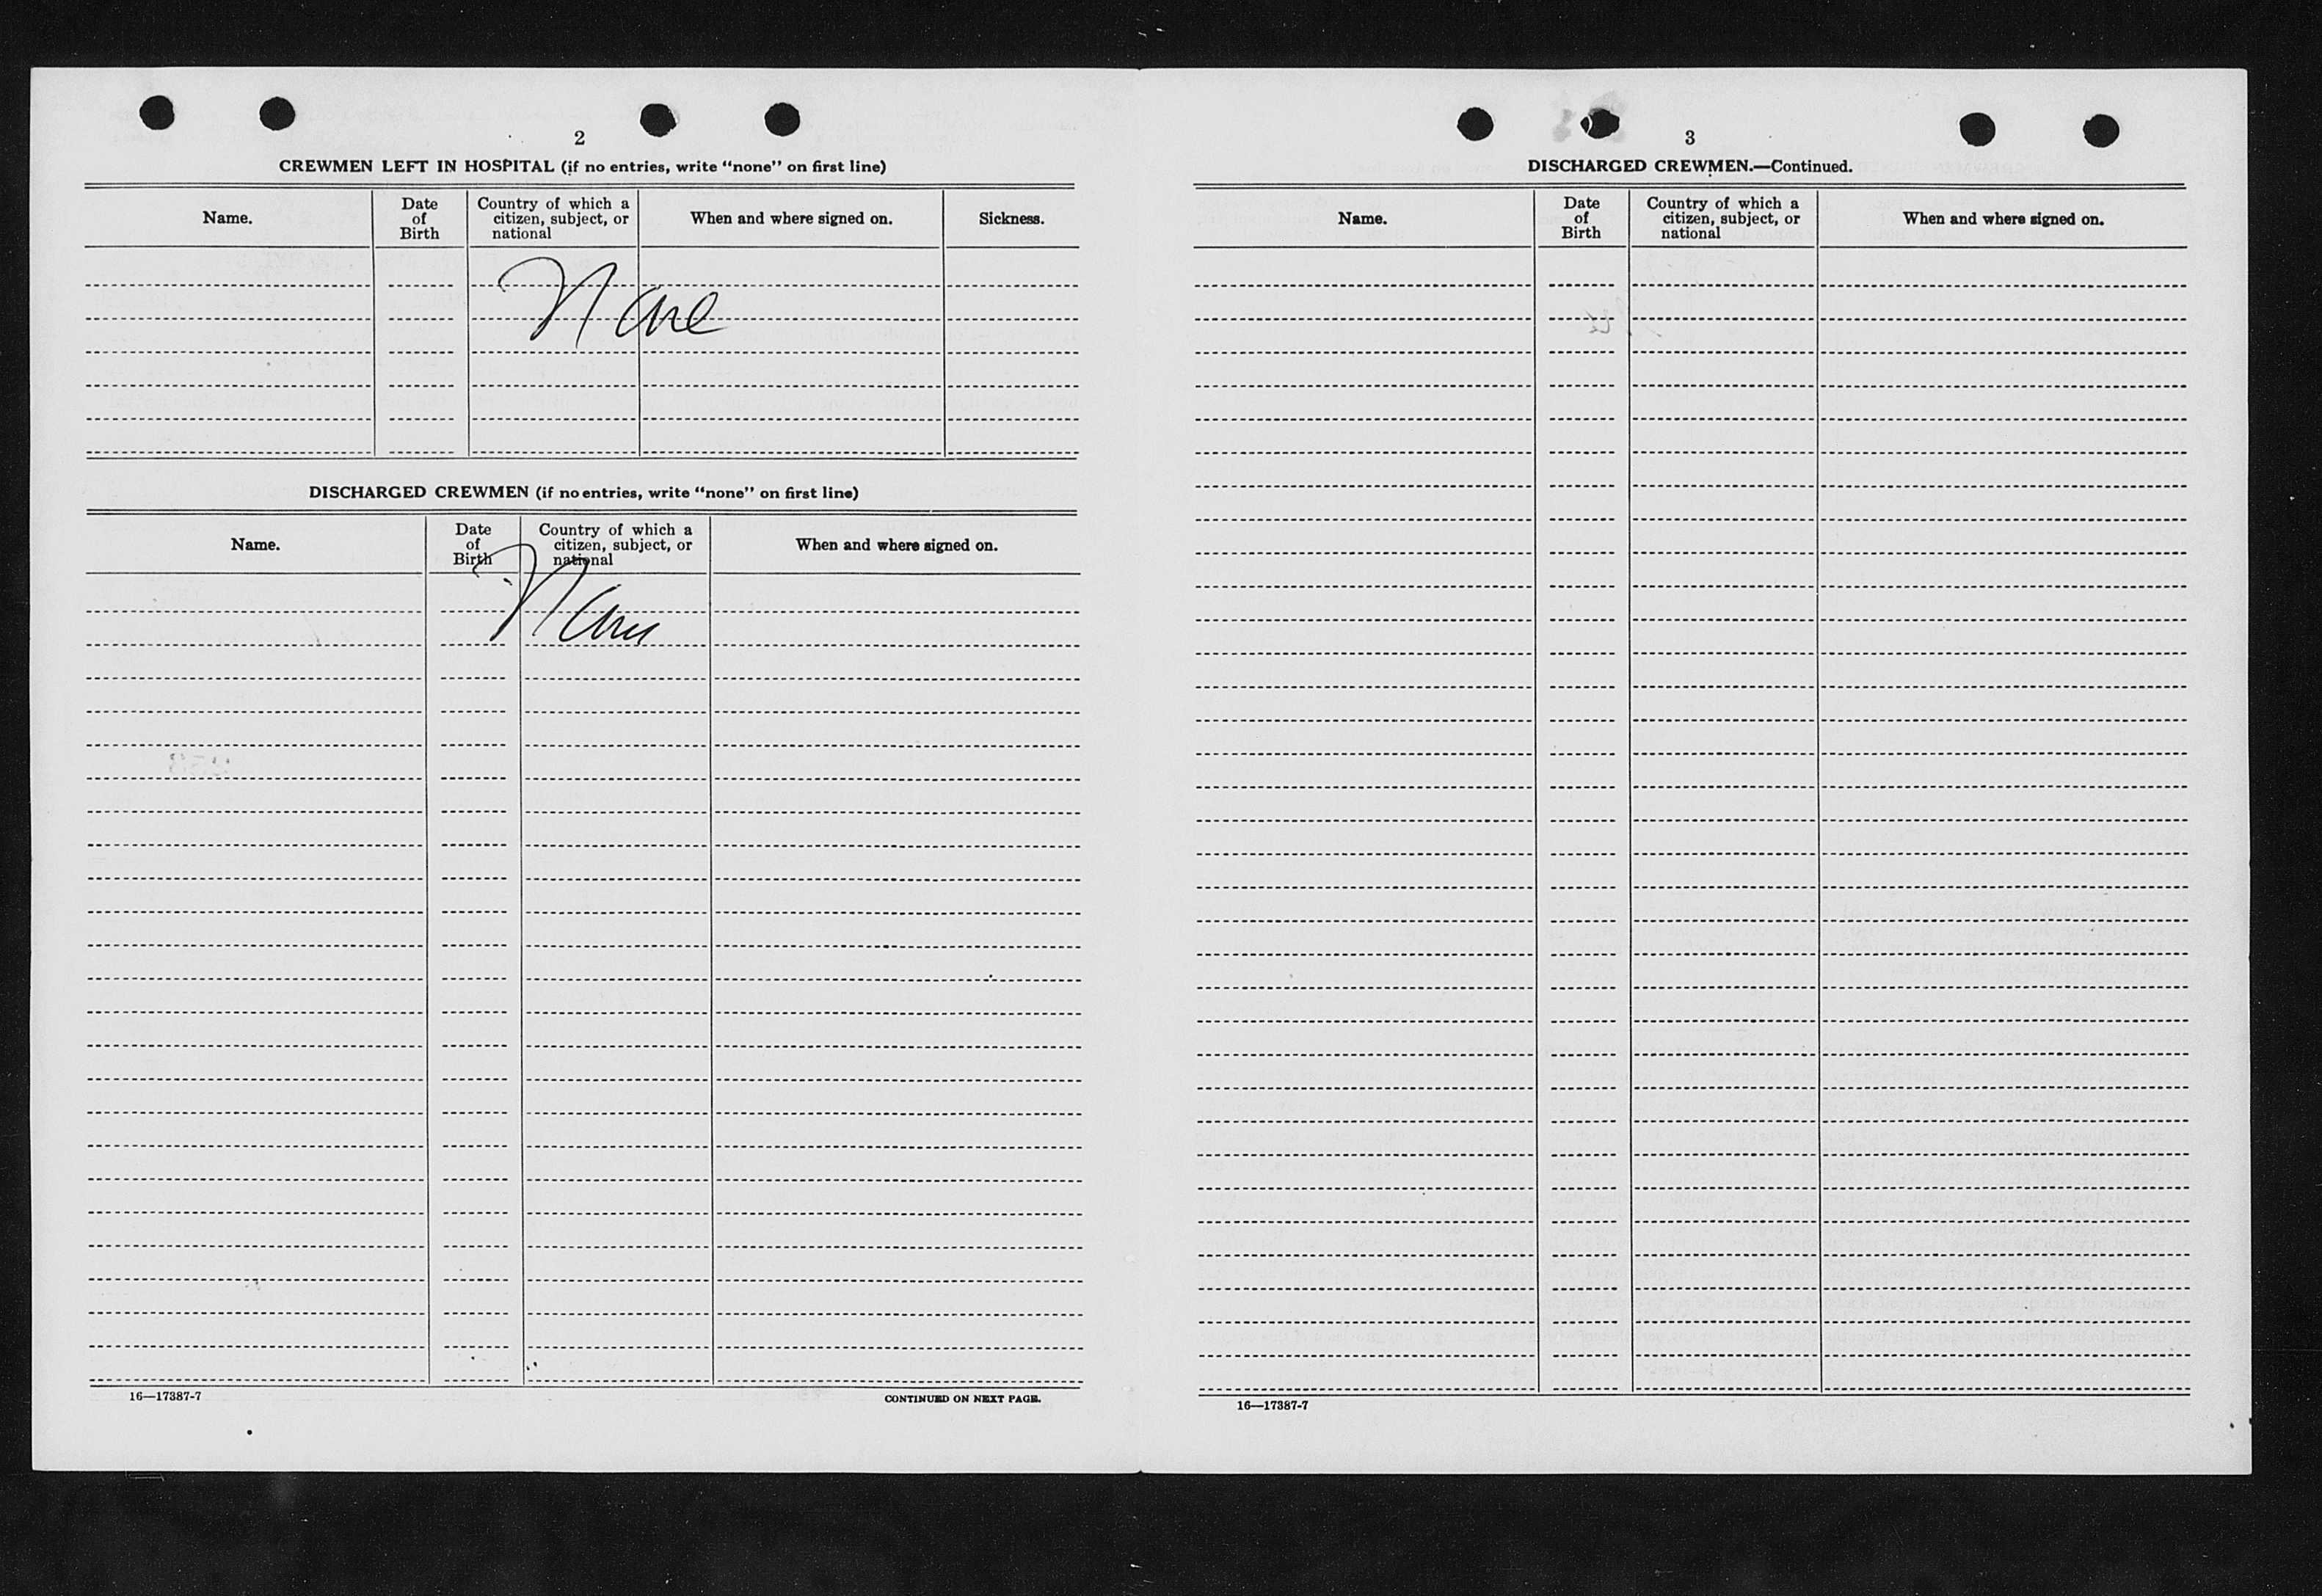 2
CREWMEN LEFT IN HOSPITAL (if no entries, write "none" on first line)
Name.
Date of Birth
Country of which a citizen, subject, or national
When and where signed on.
Sickness.
None
DISCHARGED CREWMEN (if no entries, write "none" on first line)
Name.
Date of Birth
Country of which a citizen, subject, or national
When and where signed on.
None
16—17387-7
CONTINUED ON NEXT PAGE.
3
DISCHARGED CREWMEN.—Continued.
Name.
Date of Birth
Country of which a citizen, subject, or national
When and where signed on.
16—17387-7